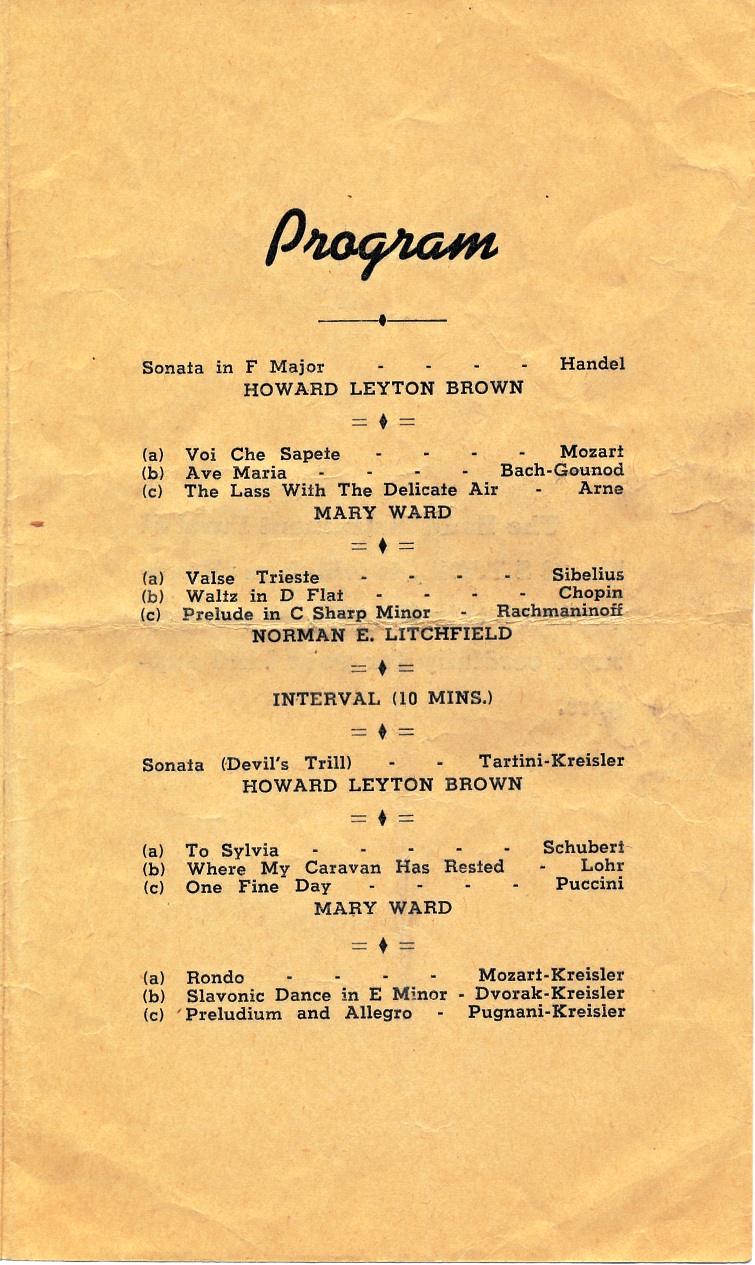 Program
Sonata in F Major - - - - Handel
HOWARD LEYTON BROWN
(a) Voi Che Sapete - - - - Mozart
(b) Ave Maria - - - - Bach-Gounod
(c) The Lass With The Delicate Air - Arne
MARY WARD
(a) Valse Trieste - - - - Sibelius
(b) Waltz in D Flat - - - - Chopin
(c) Prelude in C Sharp Minor - Rachmaninoff
NORMAN E. LITCHFIELD
INTERVAL (10 MINS.)
Sonata (Devil's Trill) - - Tartini-Kreisler
HOWARD LEYTON BROWN
(a) To Sylvia - - - - - Schubert
(b) Where My Caravan Has Rested - Lohr
(c) One Fine Day - - - - Puccini
MARY WARD
(a) Rondo - - - - Mozart-Kreisler
(b) Slavonic Dance in E Minor - Dvorak-Kreisler
(c) Preludium and Allegro - Pugnani-Kreisler